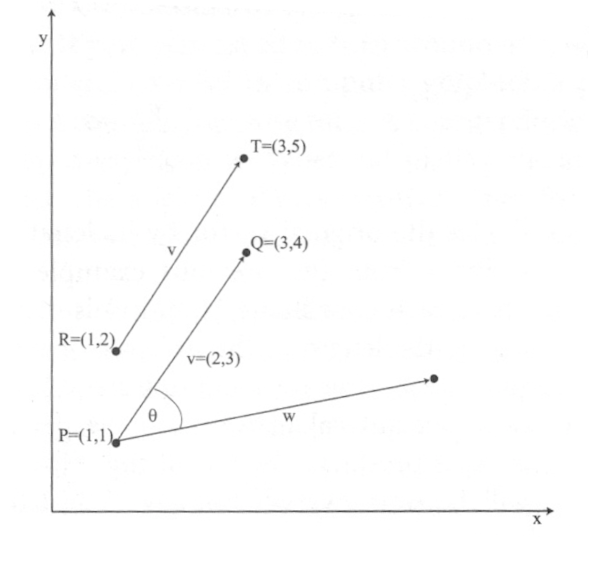 y
T=(3,5)
v
Q=(3,4)
R=(1,2)
v=(2,3)
θ
w
P=(1,1)
x